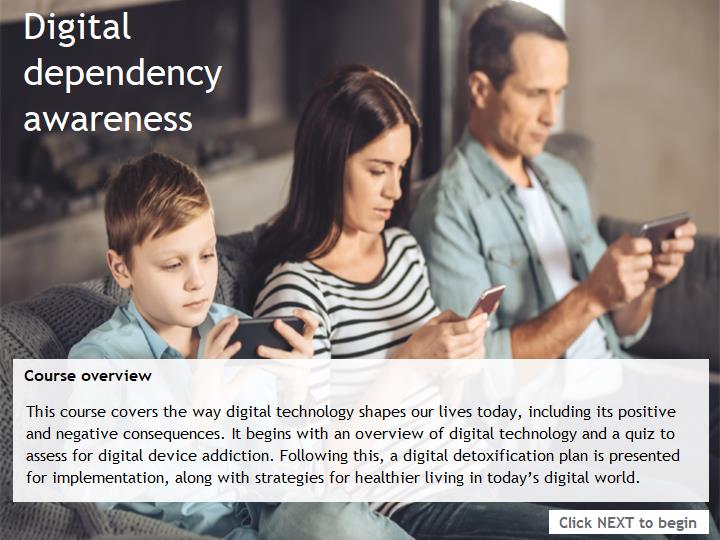 Digital
dependency
awareness
Course overview
This course covers the way digital technology shapes our lives today, including its positive
and negative consequences. It begins with an overview of digital technology and a quiz to
assess for digital device addiction. Following this, a digital detoxification plan is presented
for implementation, along with strategies for healthier living in today’s digital world.
Click NEXT to begin